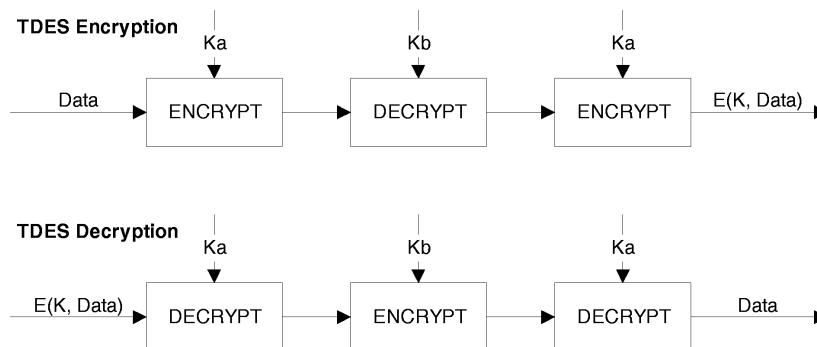 TDES Encryption
Ka Kb Ka
Data ENCRYPT DECRYPT ENCRYPT E(K, Data)
TDES Decryption
Ka Kb Ka
E(K, Data) DECRYPT ENCRYPT DECRYPT Data